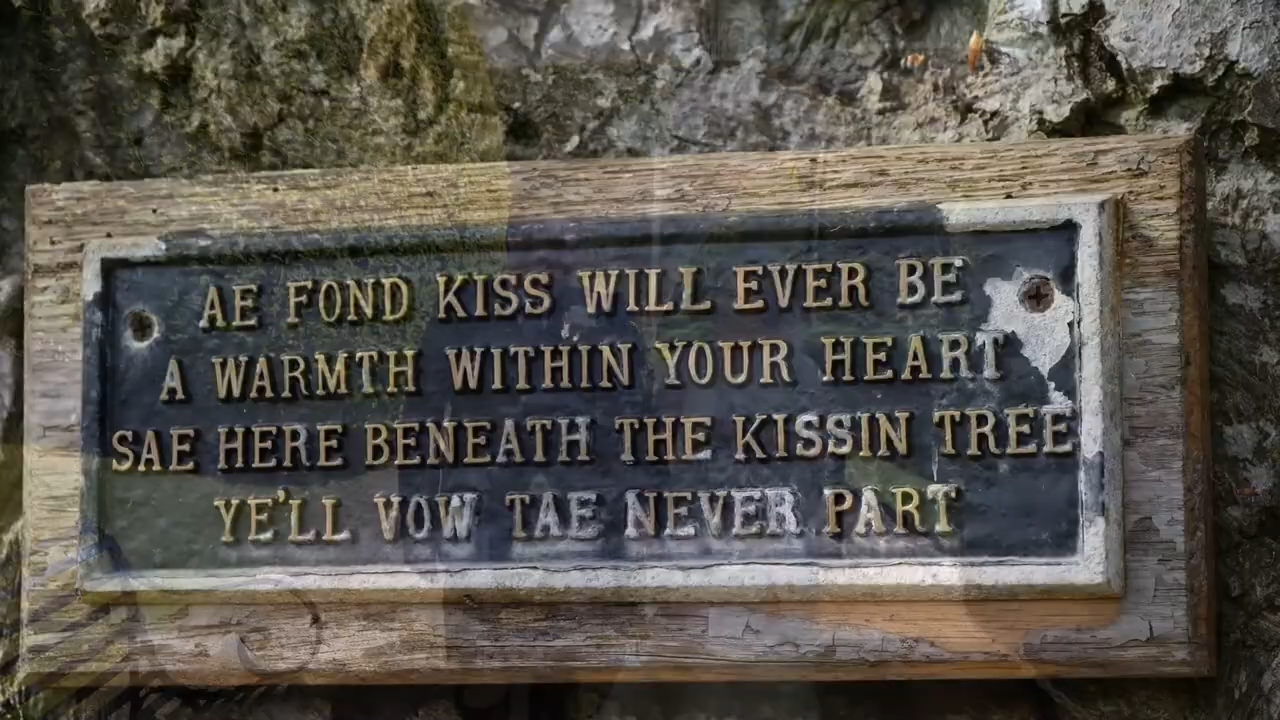 AE FOND KISS WILL EVER BE
A WARMTH WITHIN YOUR HEART
SAE HERE BENEATH THE KISSIN TREE
YE'LL VOW TAE NEVER PART